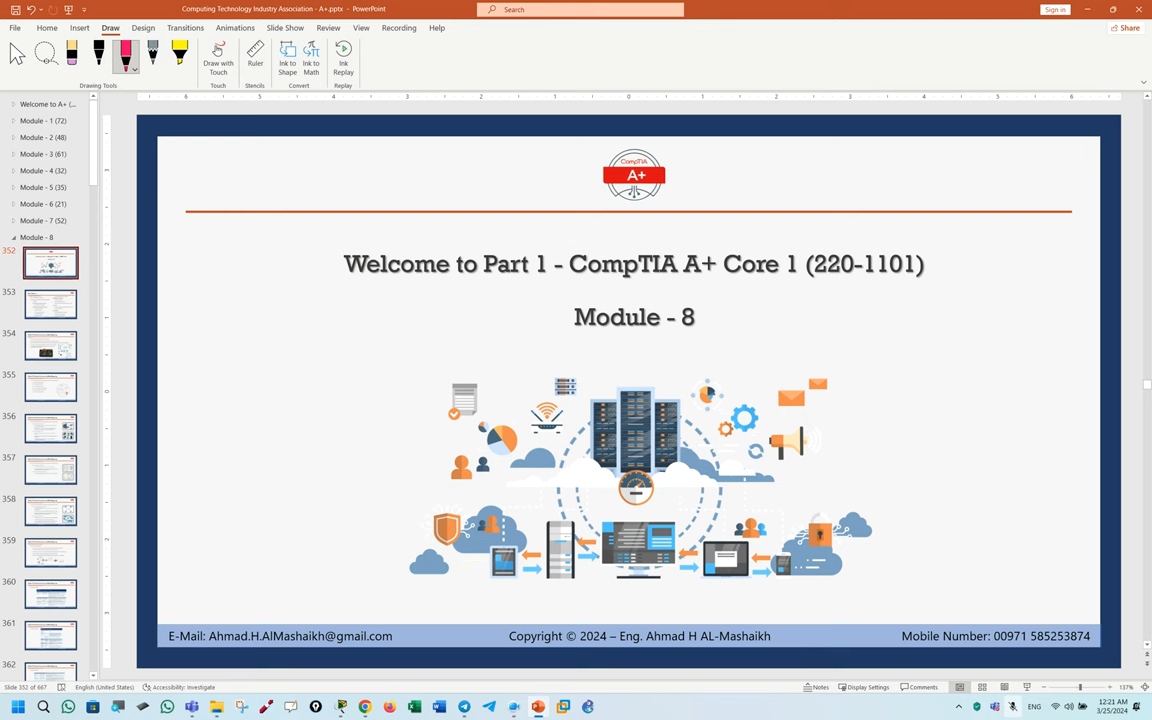 Computing Technology Industry Association - A+.pptx - PowerPoint
Search
Sign in
File Home Insert Draw Design Transitions Animations Slide Show Review View Recording Help
Share
Draw with Touch
Ruler
Ink to Shape
Ink to Math
Ink Replay
Drawing Tools Touch Stencils Convert Replay
Welcome to A+ (...
Module - 1 (72)
Module - 2 (48)
Module - 3 (61)
Module - 4 (32)
Module - 5 (35)
Module - 6 (21)
Module - 7 (52)
Module - 8
352
353
354
355
356
357
358
359
360
361
362
CompTIA
A+
Welcome to Part 1 - CompTIA A+ Core 1 (220-1101)
Module - 8
E-Mail: Ahmad.H.AlMashaikh@gmail.com Copyright © 2024 – Eng. Ahmad H AL-Mashaikh Mobile Number: 00971 585253874
Slide 352 of 667 English (United States) Accessibility: Investigate Notes Display Settings Comments 137%
ENG
12:21 AM
3/25/2024